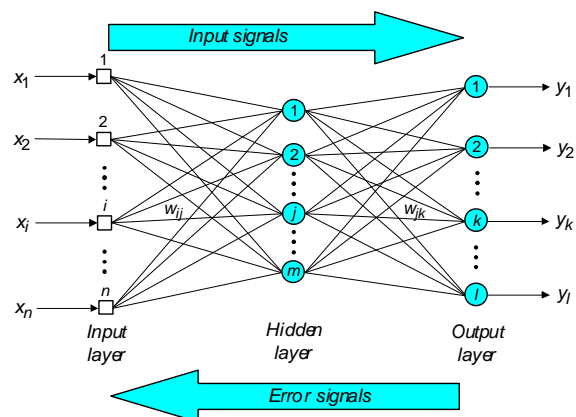 Input signals
1
x1
1
1
y1
2
x2
2
2
y2
i
xi
wij
j
wjk
k
yk
m
n
xn
l
yl
Input layer
Hidden layer
Output layer
Error signals